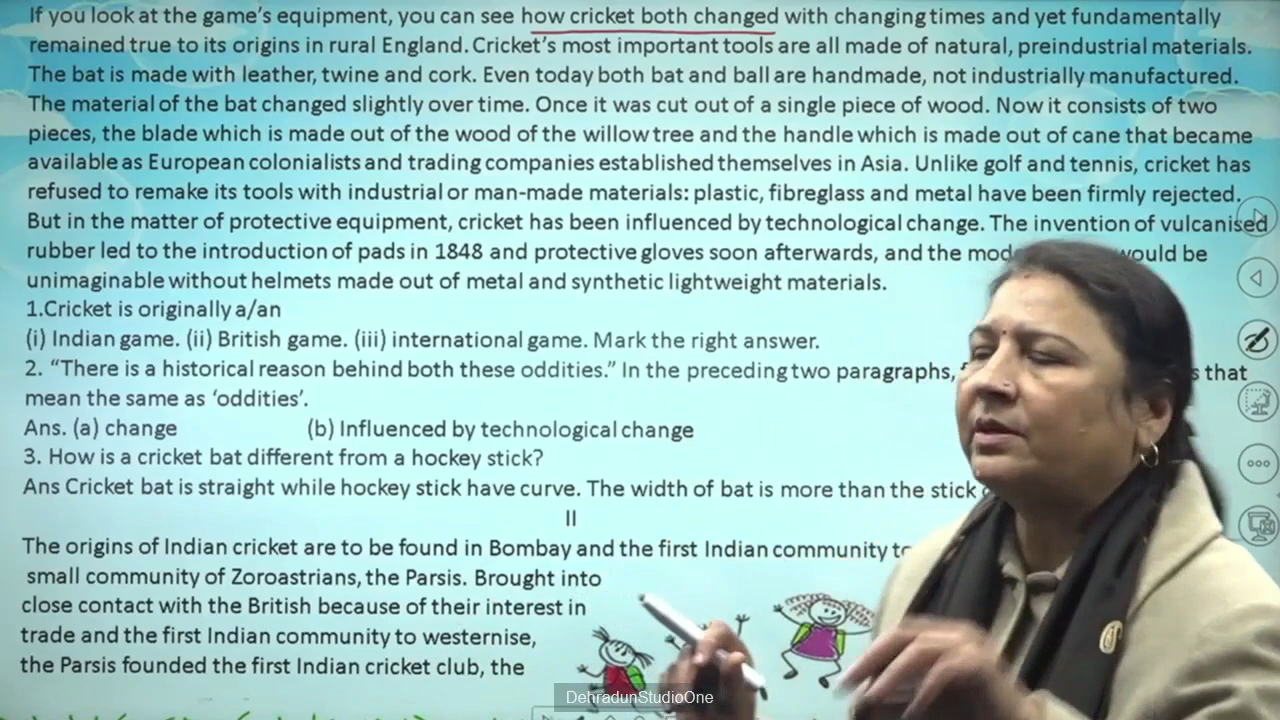 If you look at the game's equipment, you can see how cricket both changed with changing times and yet fundamentally
remained true to its origins in rural England. Cricket's most important tools are all made of natural, preindustrial materials.
The bat is made with leather, twine and cork. Even today both bat and ball are handmade, not industrially manufactured.
The material of the bat changed slightly over time. Once it was cut out of a single piece of wood. Now it consists of two
pieces, the blade which is made out of the wood of the willow tree and the handle which is made out of cane that became
available as European colonialists and trading companies established themselves in Asia. Unlike golf and tennis, cricket has
refused to remake its tools with industrial or man-made materials: plastic, fibreglass and metal have been firmly rejected.
But in the matter of protective equipment, cricket has been influenced by technological change. The invention of vulcanised
rubber led to the introduction of pads in 1848 and protective gloves soon afterwards, and the would be
unimaginable without helmets made out of metal and synthetic lightweight materials.
1.Cricket is originally a/an
(i) Indian game. (ii) British game. (iii) international game. Mark the right answer.
2. "There is a historical reason behind both these oddities." In the preceding two paragraphs, that
mean the same as 'oddities'.
Ans. (a) change (b) Influenced by technological change
3. How is a cricket bat different from a hockey stick?
Ans Cricket bat is straight while hockey stick have curve. The width of bat is more than the stick
II
The origins of Indian cricket are to be found in Bombay and the first Indian community
small community of Zoroastrians, the Parsis. Brought into
close contact with the British because of their interest in
trade and the first Indian community to westernise,
the Parsis founded the first Indian cricket club, the
DehradunStudioOne